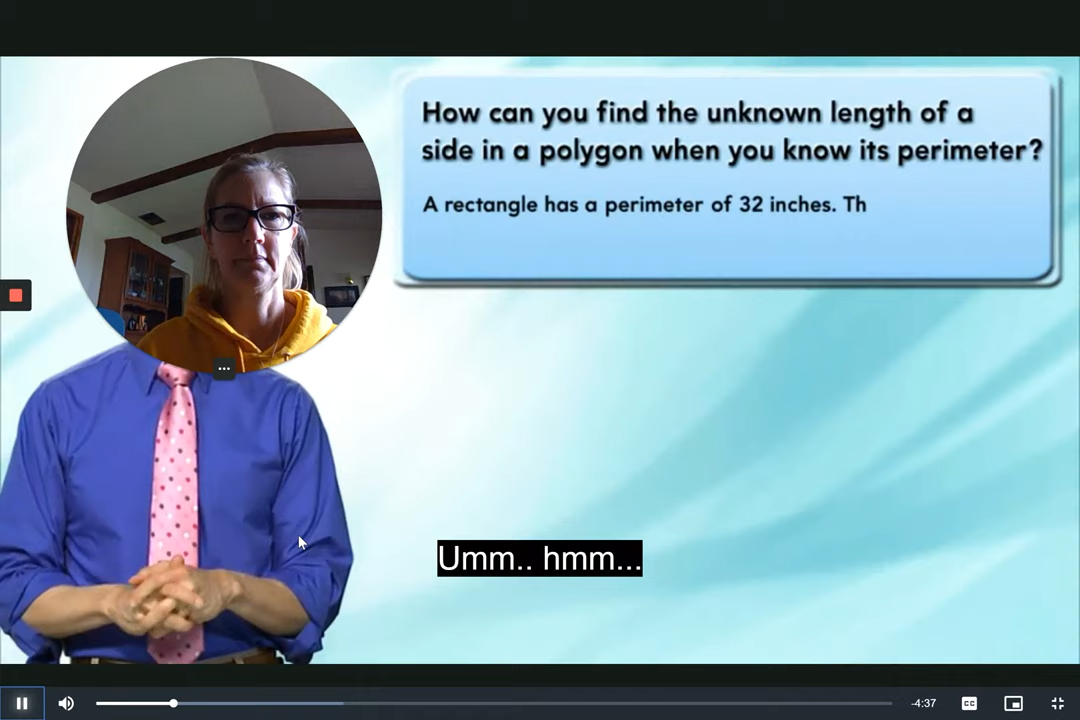 How can you find the unknown length of a
side in a polygon when you know its perimeter?
A rectangle has a perimeter of 32 inches. Th
...
Umm.. hmm...
-4:37
CC